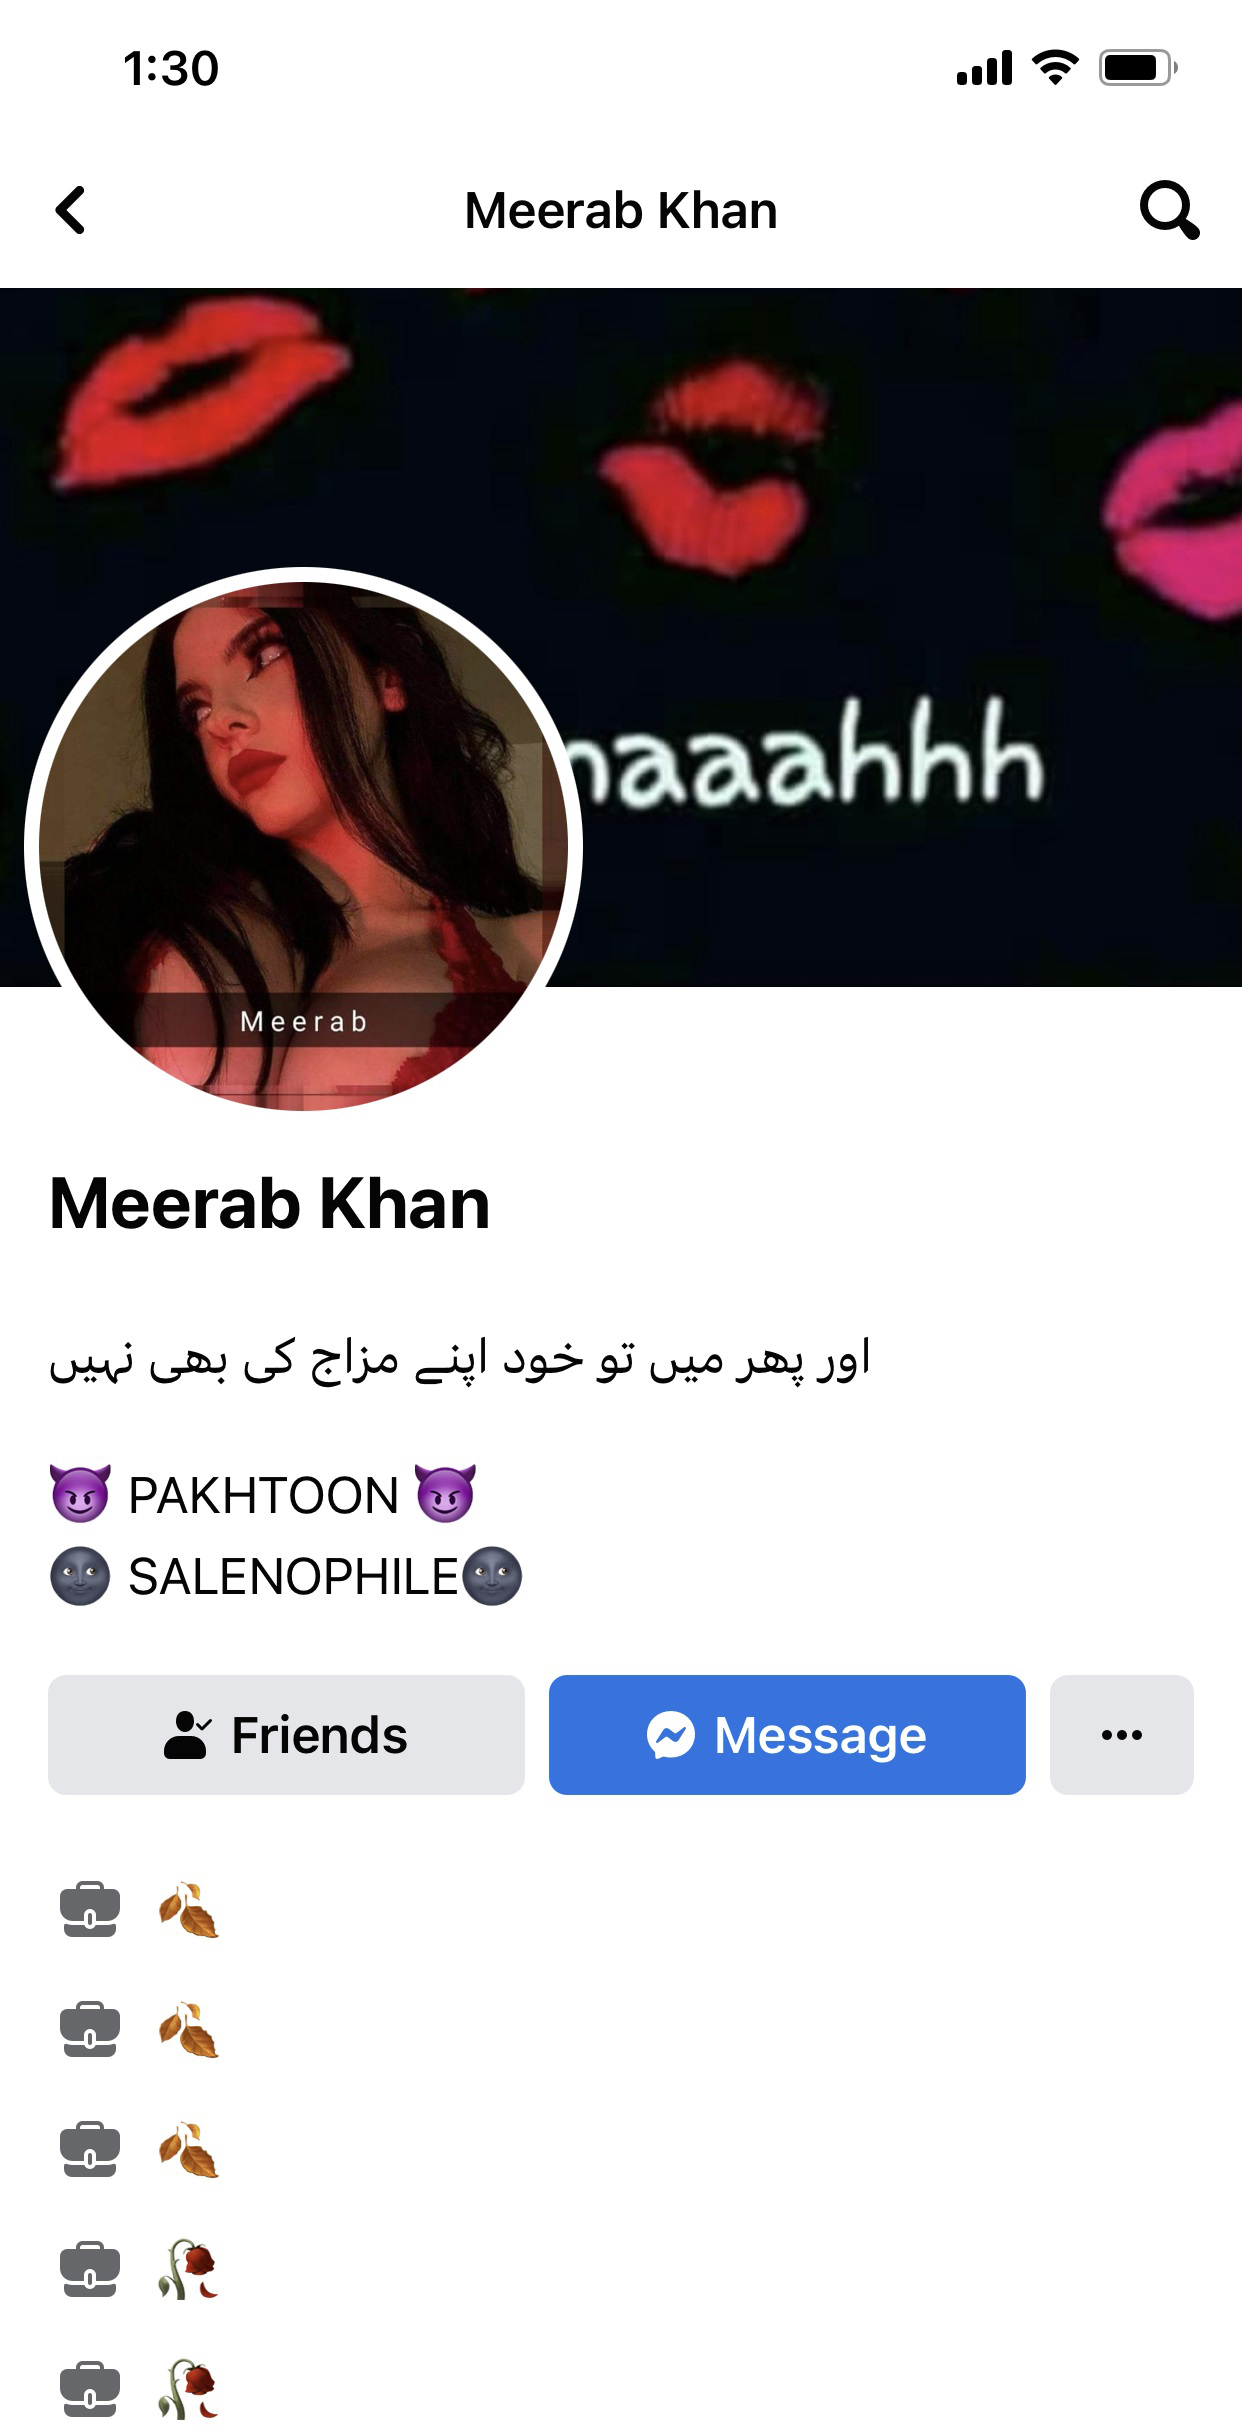 1:30
Meerab Khan
naaahhh
Meerab
Meerab Khan
اور پھر میں تو خود اپنے مزاج کی بھی نہیں
😈 PAKHTOON 😈
🌚 SALENOPHILE🌚
Friends
Message